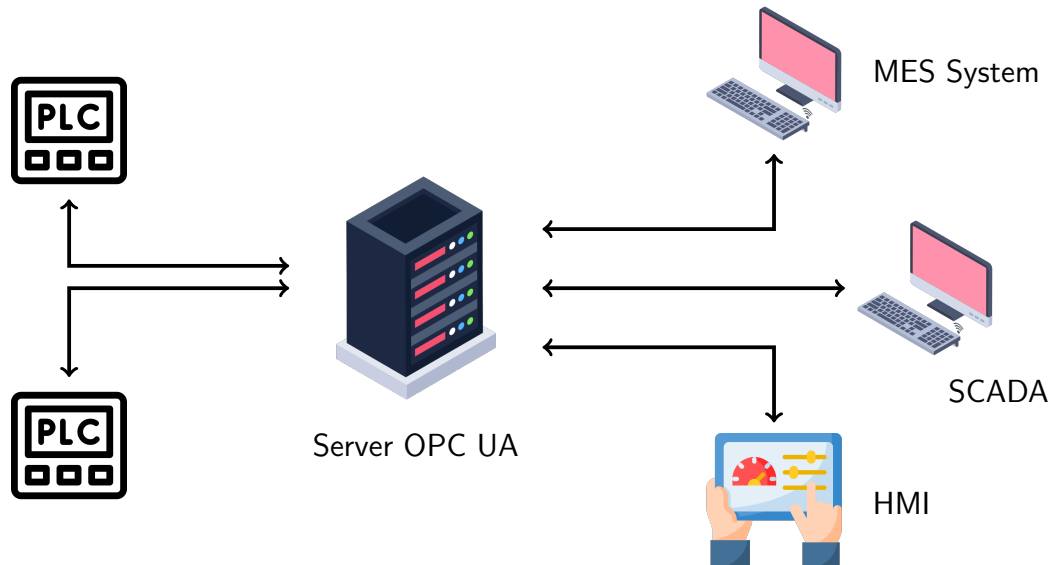 PLC
MES System
PLC
Server OPC UA
SCADA
HMI